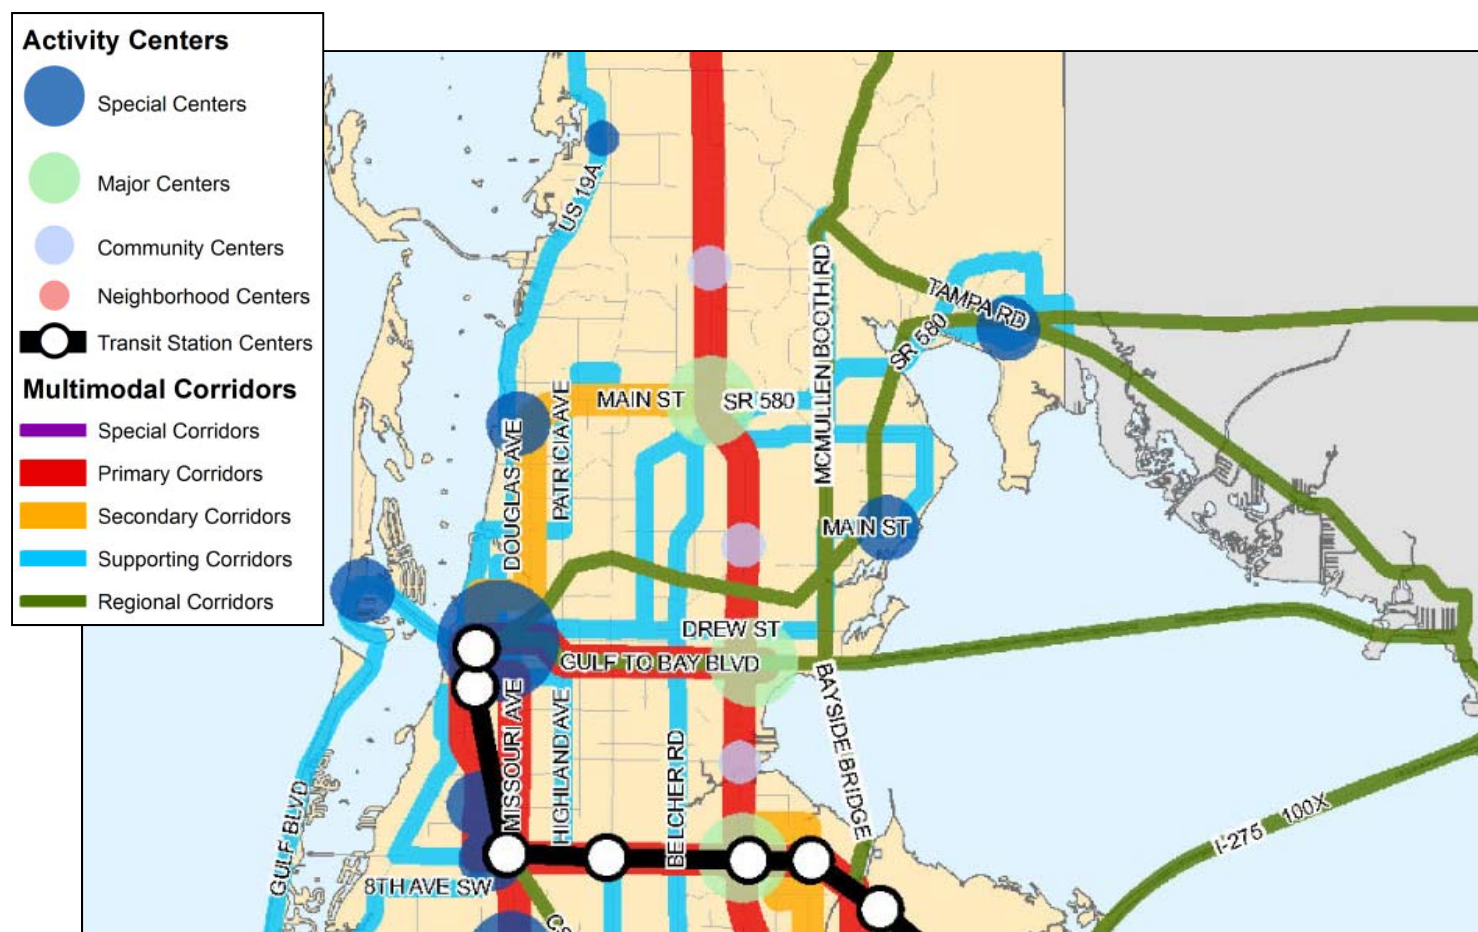 Activity Centers
Special Centers
Major Centers
Community Centers
Neighborhood Centers
Transit Station Centers
Multimodal Corridors
Special Corridors
Primary Corridors
Secondary Corridors
Supporting Corridors
Regional Corridors
US 19A
MCMULLEN BOOTH RD
TAMPA RD
SR 580
MAIN ST
SR 580
PATRICIA AVE
DOUGLAS AVE
MAIN ST
DREW ST
GULF TO BAY BLVD
BAYSIDE BRIDGE
MISSOURI AVE
HIGHLAND AVE
BELCHER RD
GULF BLVD
8TH AVE SW
I-275
100X